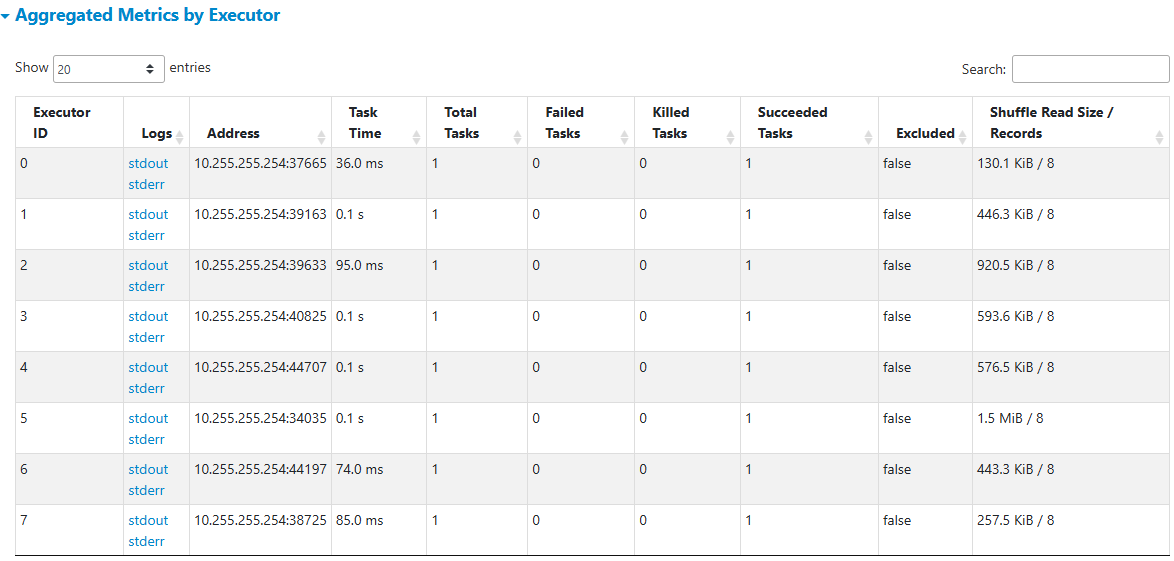 Aggregated Metrics by Executor
Show 20 entries Search:
Executor ID Logs Address Task Time Total Tasks Failed Tasks Killed Tasks Succeeded Tasks Excluded Shuffle Read Size / Records
0 stdout 10.255.255.254:37665 36.0 ms 1 0 0 1 false 130.1 KiB / 8
stderr
1 stdout 10.255.255.254:39163 0.1 s 1 0 0 1 false 446.3 KiB / 8
stderr
2 stdout 10.255.255.254:39633 95.0 ms 1 0 0 1 false 920.5 KiB / 8
stderr
3 stdout 10.255.255.254:40825 0.1 s 1 0 0 1 false 593.6 KiB / 8
stderr
4 stdout 10.255.255.254:44707 0.1 s 1 0 0 1 false 576.5 KiB / 8
stderr
5 stdout 10.255.255.254:34035 0.1 s 1 0 0 1 false 1.5 MiB / 8
stderr
6 stdout 10.255.255.254:44197 74.0 ms 1 0 0 1 false 443.3 KiB / 8
stderr
7 stdout 10.255.255.254:38725 85.0 ms 1 0 0 1 false 257.5 KiB / 8
stderr